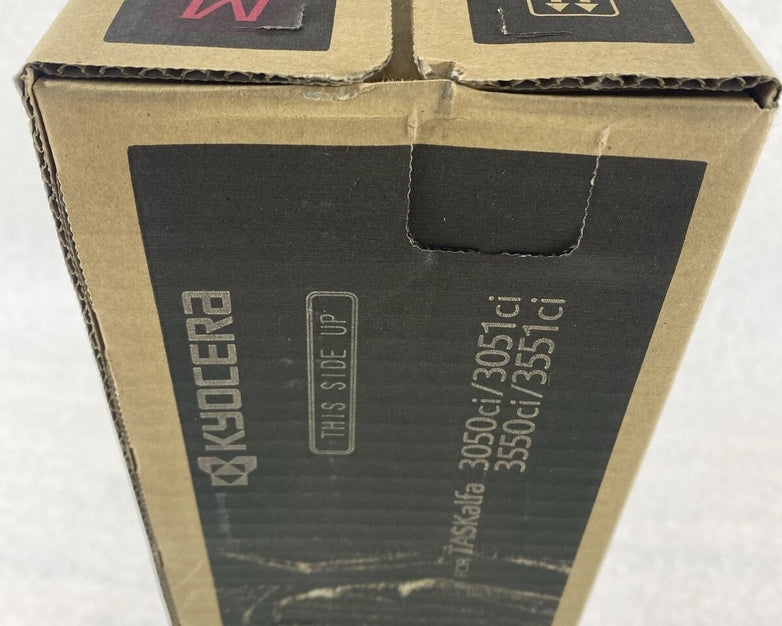 M
KYOCERA
THIS SIDE UP
FOR TASKalfa 3050ci/3051ci
3550ci/3551ci